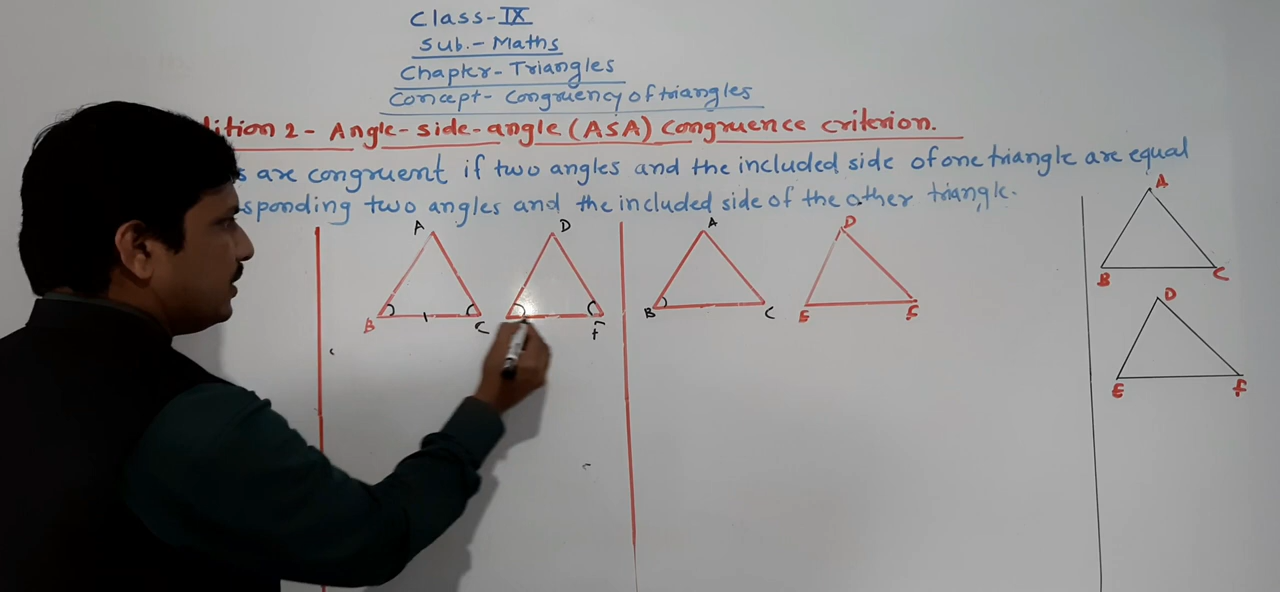 Class-IX
Sub.- Maths
Chapter- Triangles
Concept- Congruency of triangles
dition 2 - Angle-side-angle (ASA) Congruence criterion.
s are congruent if two angles and the included side of one triangle are equal
sponding two angles and the included side of the other triangle.
A D A D A
B C F B C E F B C
D
E F